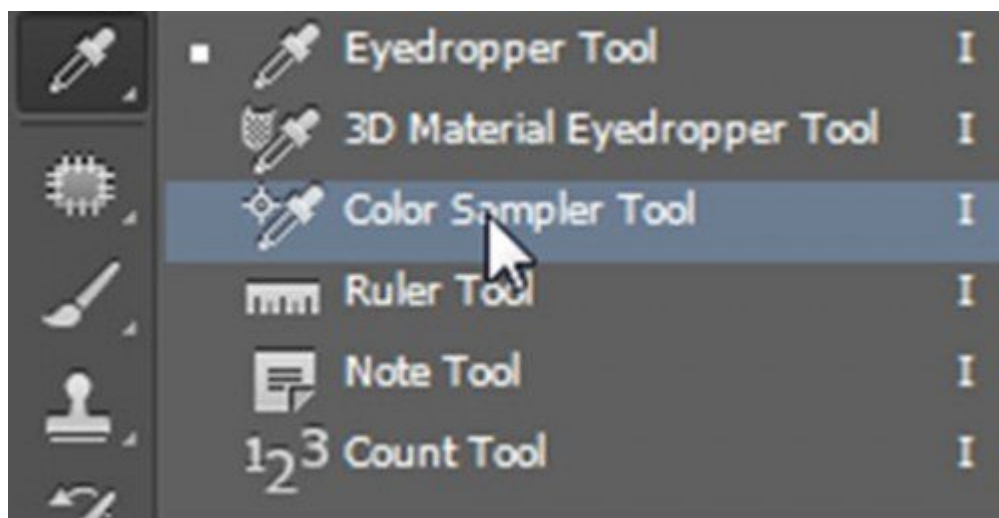 Eyedropper Tool I
3D Material Eyedropper Tool I
Color Sampler Tool I
Ruler Tool I
Note Tool I
123 Count Tool I